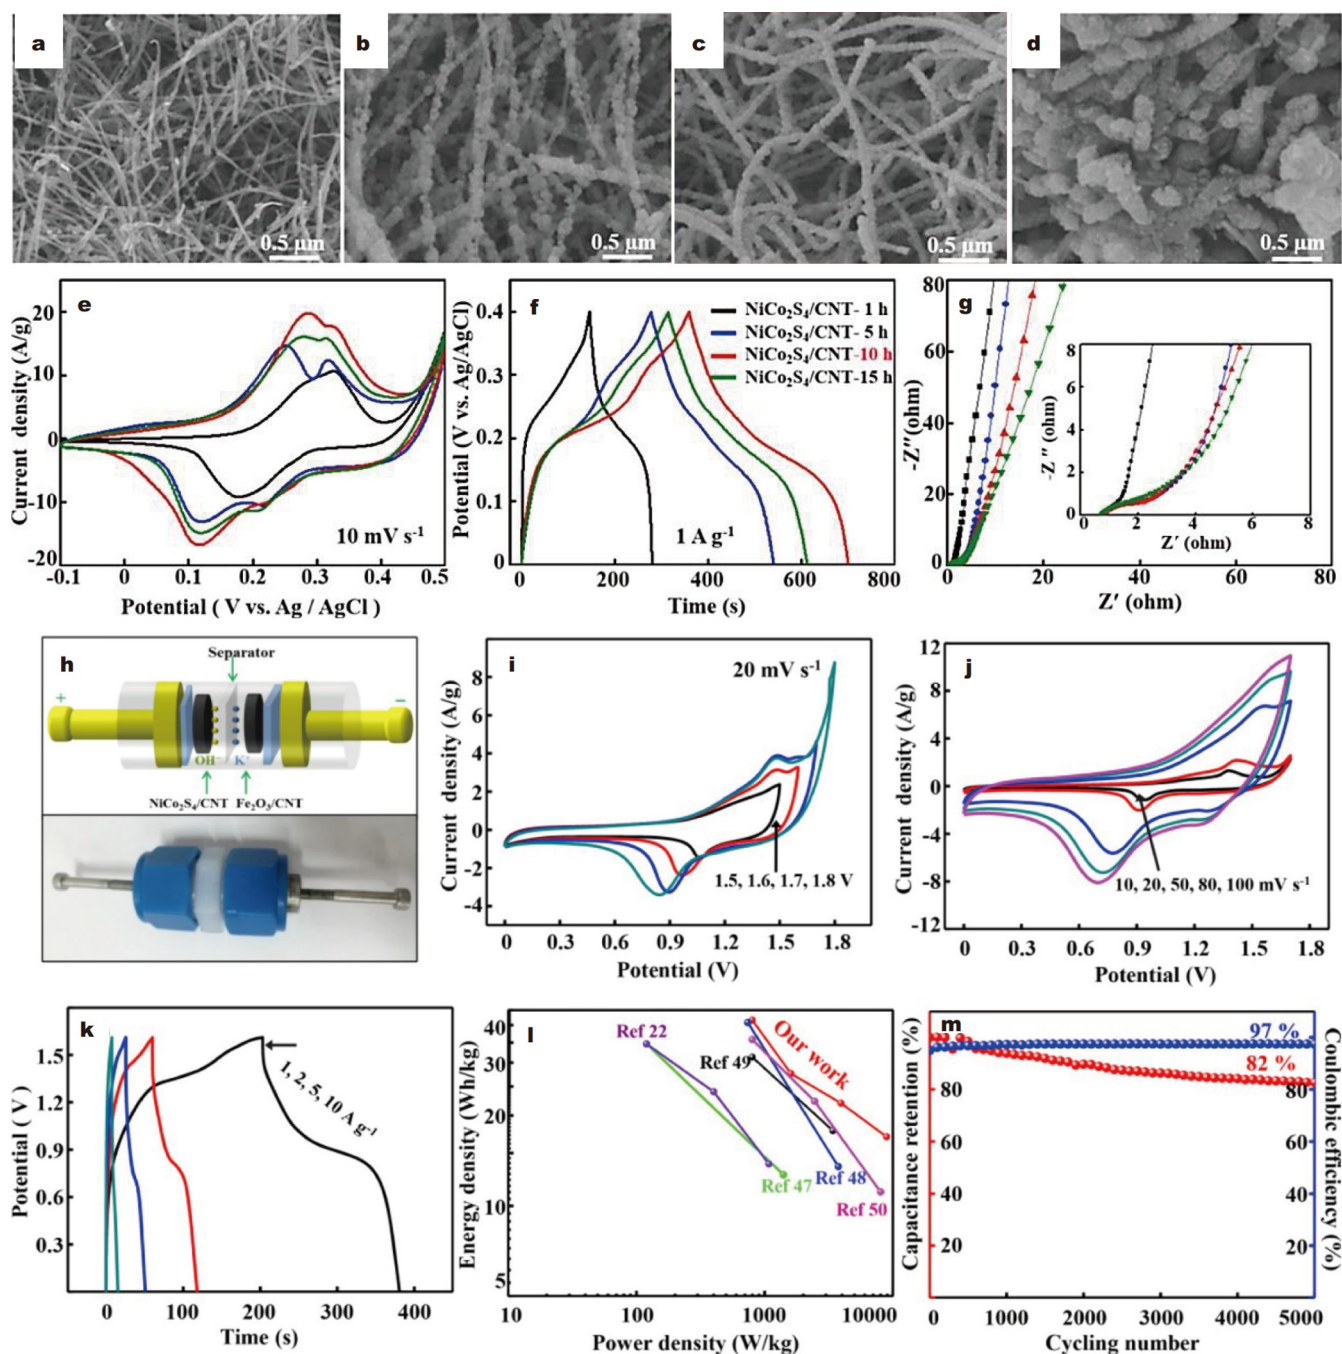 a
b
c
d
0.5 μm
0.5 μm
0.5 μm
0.5 μm
e
Current density (A/g)
20
10
0
-10
-20
10 mV s⁻¹
-0.1 0 0.1 0.2 0.3 0.4 0.5
Potential ( V vs. Ag / AgCl )
f
Potential (V vs. Ag/AgCl)
0.4
0.3
0.2
0.1
0.0
NiCo₂S₄/CNT- 1 h
NiCo₂S₄/CNT- 5 h
NiCo₂S₄/CNT-10 h
NiCo₂S₄/CNT-15 h
1 A g⁻¹
0 200 400 600 800
Time (s)
g
-Z″(ohm)
80
60
40
20
0
-Z″ (ohm)
8
6
4
2
0
0 2 4 6 8
Z′ (ohm)
0 20 40 60 80
Z′ (ohm)
h
Separator
+
−
OH⁻ K⁺
NiCo₂S₄/CNT Fe₂O₃/CNT
i
20 mV s⁻¹
Current density (A/g)
8
6
4
2
0
-2
-4
1.5, 1.6, 1.7, 1.8 V
0 0.3 0.6 0.9 1.2 1.5 1.8
Potential (V)
j
Current density (A/g)
12
8
4
0
-4
-8
-12
10, 20, 50, 80, 100 mV s⁻¹
0 0.3 0.6 0.9 1.2 1.5 1.8
Potential (V)
k
Potential ( V )
1.5
1.2
0.9
0.6
0.3
1, 2, 5, 10 A g⁻¹
0 100 200 300 400
Time (s)
l
Energy density (Wh/kg)
40
30
20
10
5
Ref 22
Ref 49
Our work
Ref 47
Ref 48
Ref 50
10 100 1000 10000
Power density (W/kg)
m
Capacitance retention (%)
80
60
40
20
97 %
82 %
80
60
40
20
Coulombic efficiency (%)
0 1000 2000 3000 4000 5000
Cycling number